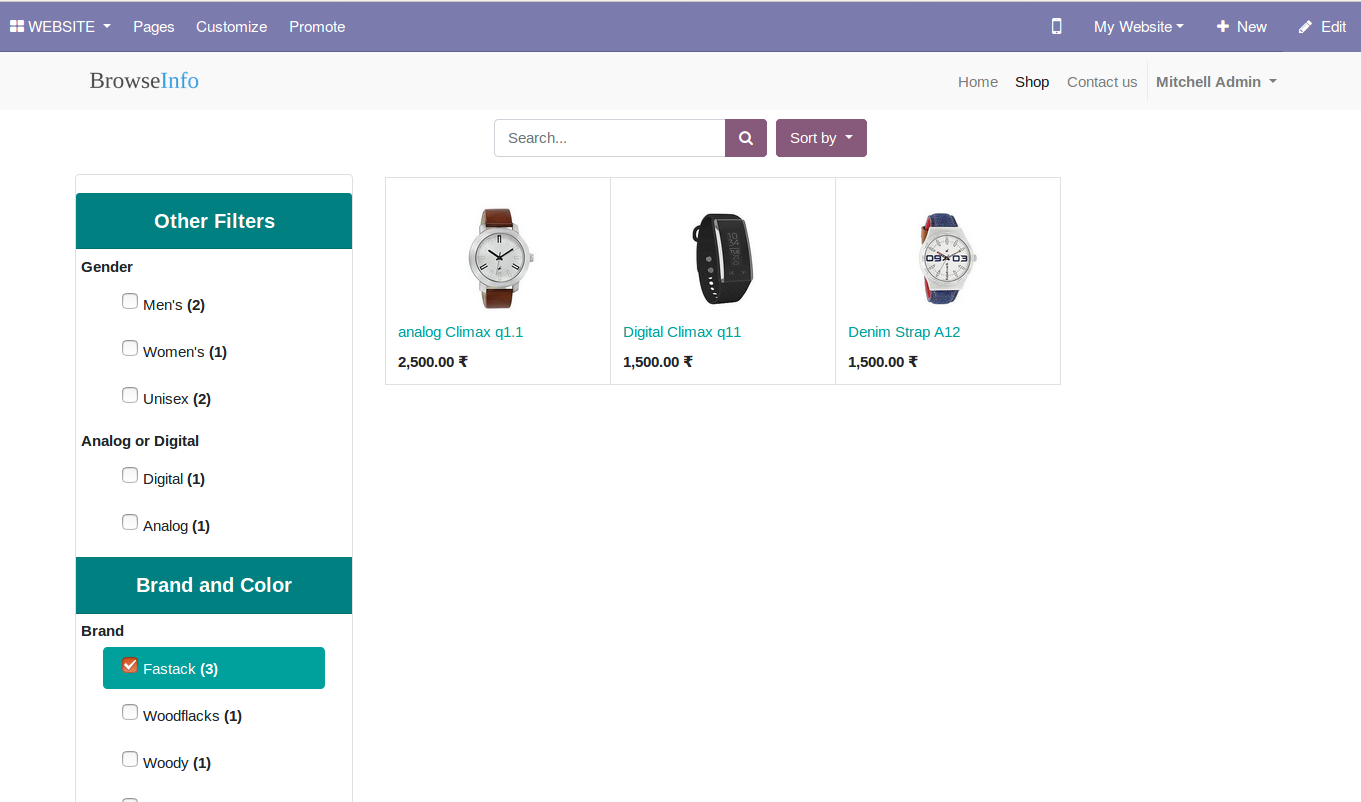 WEBSITE Pages Customize Promote My Website New Edit
BrowseInfo Home Shop Contact us Mitchell Admin
Search... Sort by
Other Filters
Gender
Men's (2)
Women's (1)
Unisex (2)
Analog or Digital
Digital (1)
Analog (1)
Brand and Color
Brand
Fastack (3)
Woodflacks (1)
Woody (1)
09 03
analog Climax q1.1 Digital Climax q11 Denim Strap A12
2,500.00 ₹ 1,500.00 ₹ 1,500.00 ₹